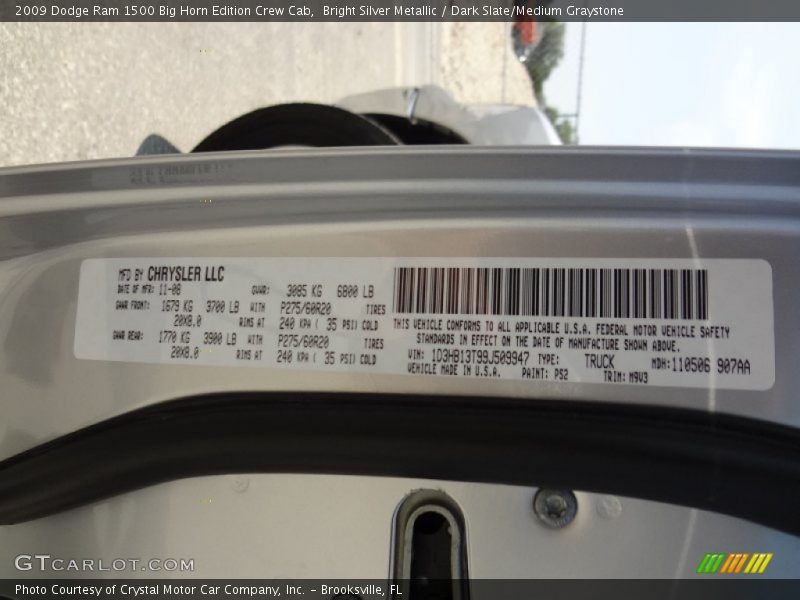 2009 Dodge Ram 1500 Big Horn Edition Crew Cab,  Bright Silver Metallic / Dark Slate/Medium Graystone
MFD BY CHRYSLER LLC
DATE OF MFR: 11-08 GVWR: 3085 KG 6800 LB
GAWR FRONT: 1679 KG 3700 LB WITH P275/60R20 TIRES
20X8.0 RIMS AT 240 KPA ( 35 PSI) COLD
GAWR REAR: 1770 KG 3900 LB WITH P275/60R20 TIRES
20X8.0 RIMS AT 240 KPA ( 35 PSI) COLD
THIS VEHICLE CONFORMS TO ALL APPLICABLE U.S.A. FEDERAL MOTOR VEHICLE SAFETY
STANDARDS IN EFFECT ON THE DATE OF MANUFACTURE SHOWN ABOVE.
VIN: 1D3HB13T99J509947 TYPE: TRUCK MDH: 110506 907AA
VEHICLE MADE IN U.S.A. PAINT: PS2 TRIM: M9V3
GTCARLOT.COM
Photo Courtesy of Crystal Motor Car Company, Inc. – Brooksville, FL